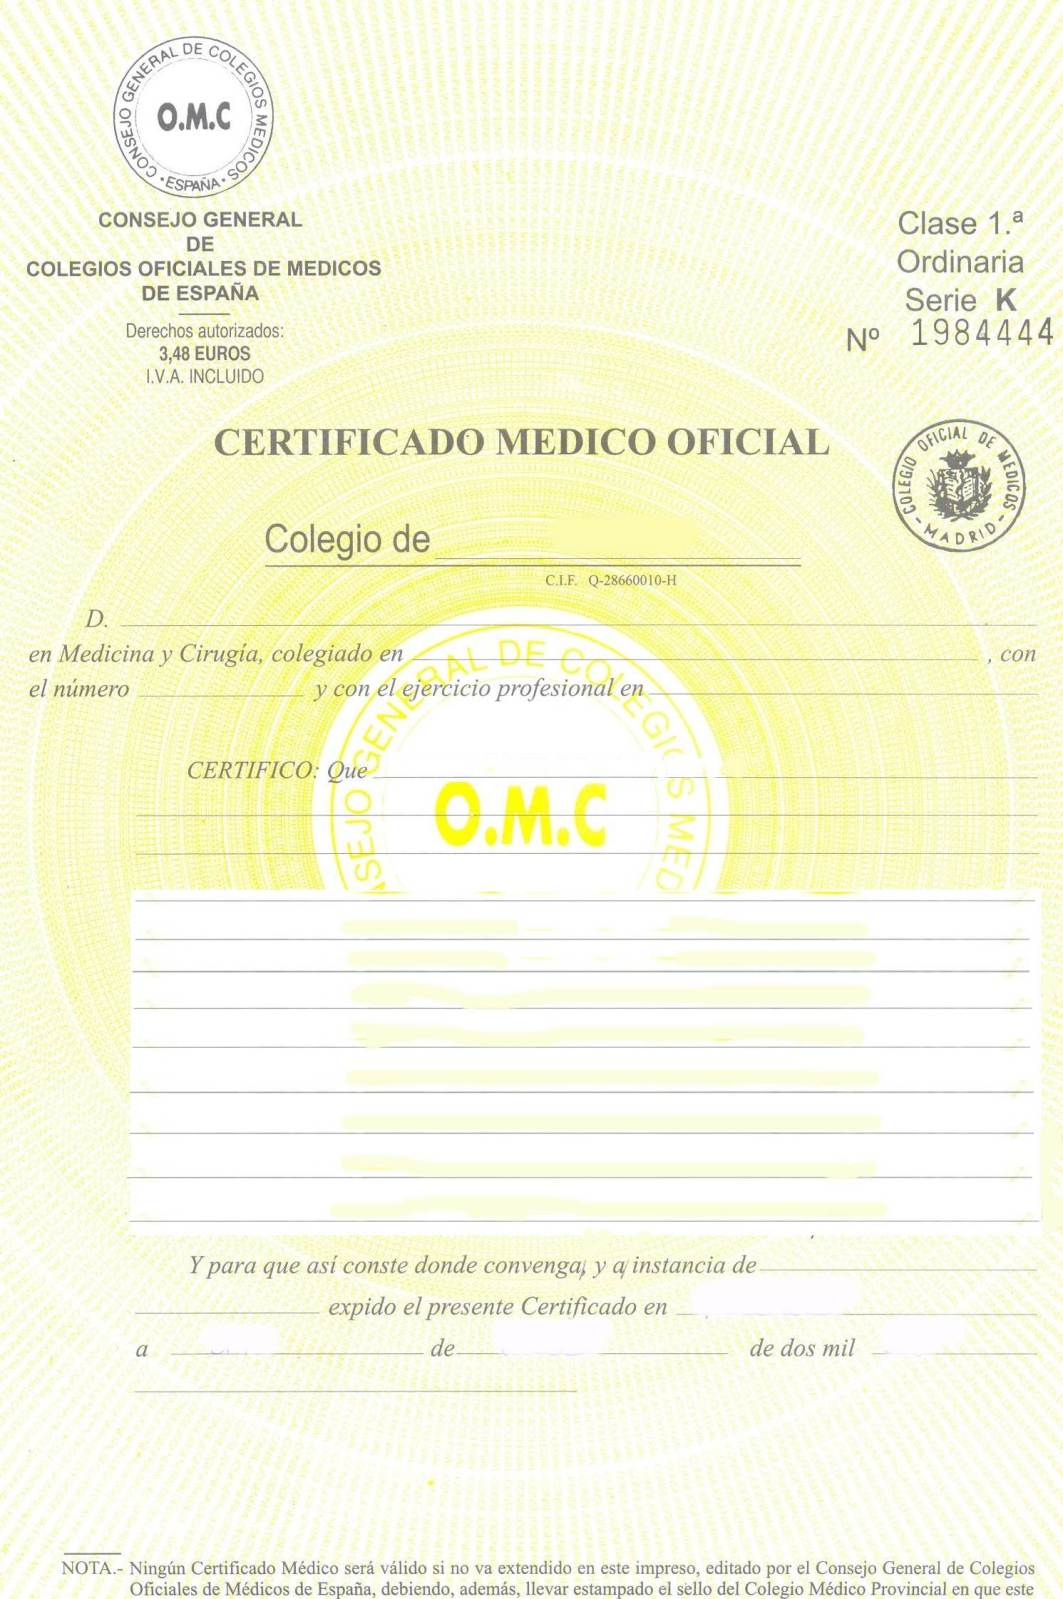 CONSEJO GENERAL DE COLEGIOS MEDICOS
O.M.C
·ESPAÑA·
CONSEJO GENERAL
DE
COLEGIOS OFICIALES DE MEDICOS
DE ESPAÑA
Derechos autorizados:
3,48 EUROS
I.V.A. INCLUIDO
Clase 1.ª
Ordinaria
Serie K
Nº 1984444
CERTIFICADO MEDICO OFICIAL
COLEGIO OFICIAL DE MEDICOS
- MADRID -
Colegio de
C.I.F. Q-28660010-H
D.
en Medicina y Cirugía, colegiado en , con
el número y con el ejercicio profesional en
CERTIFICO: Que
SEJO GENERAL DE COLEGI S MED
O.M.C
Y para que así conste donde convenga, y a instancia de
expido el presente Certificado en
a de de dos mil
NOTA.- Ningún Certificado Médico será válido si no va extendido en este impreso, editado por el Consejo General de Colegios
Oficiales de Médicos de España, debiendo, además, llevar estampado el sello del Colegio Médico Provincial en que este